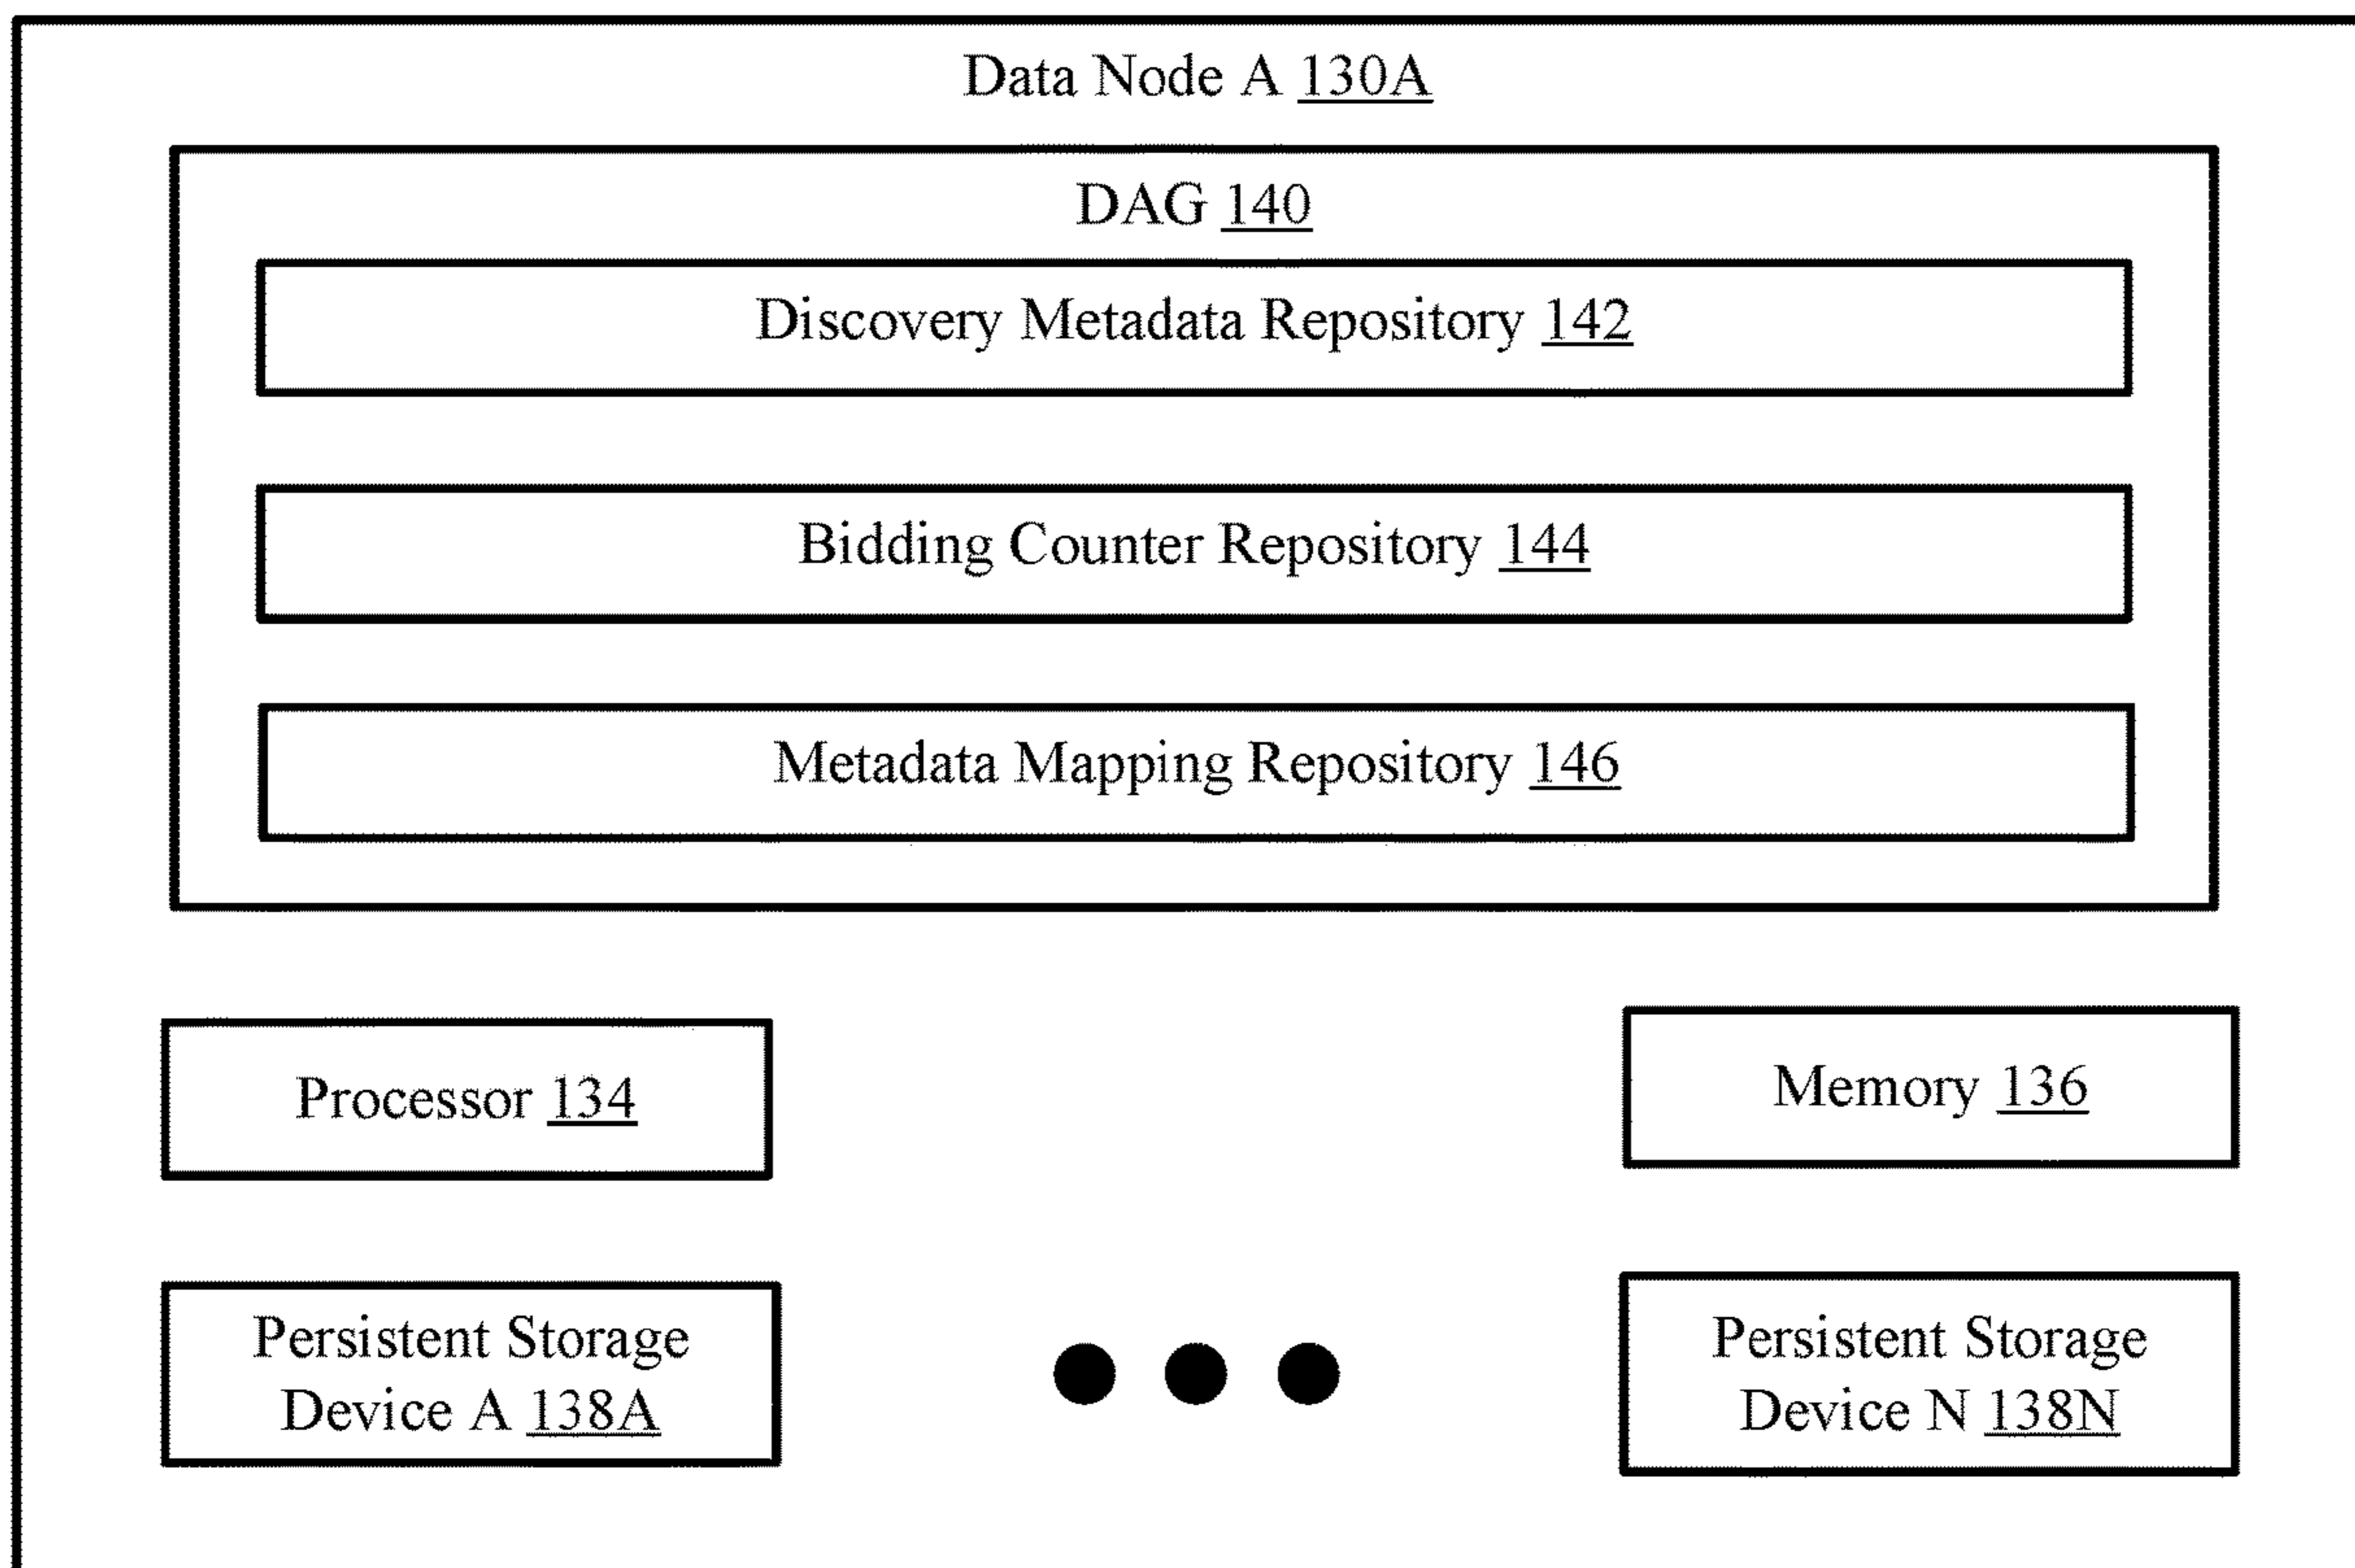 Data Node A 130A
DAG 140
Discovery Metadata Repository 142
Bidding Counter Repository 144
Metadata Mapping Repository 146
Processor 134
Memory 136
Persistent Storage
Device A 138A
Persistent Storage
Device N 138N